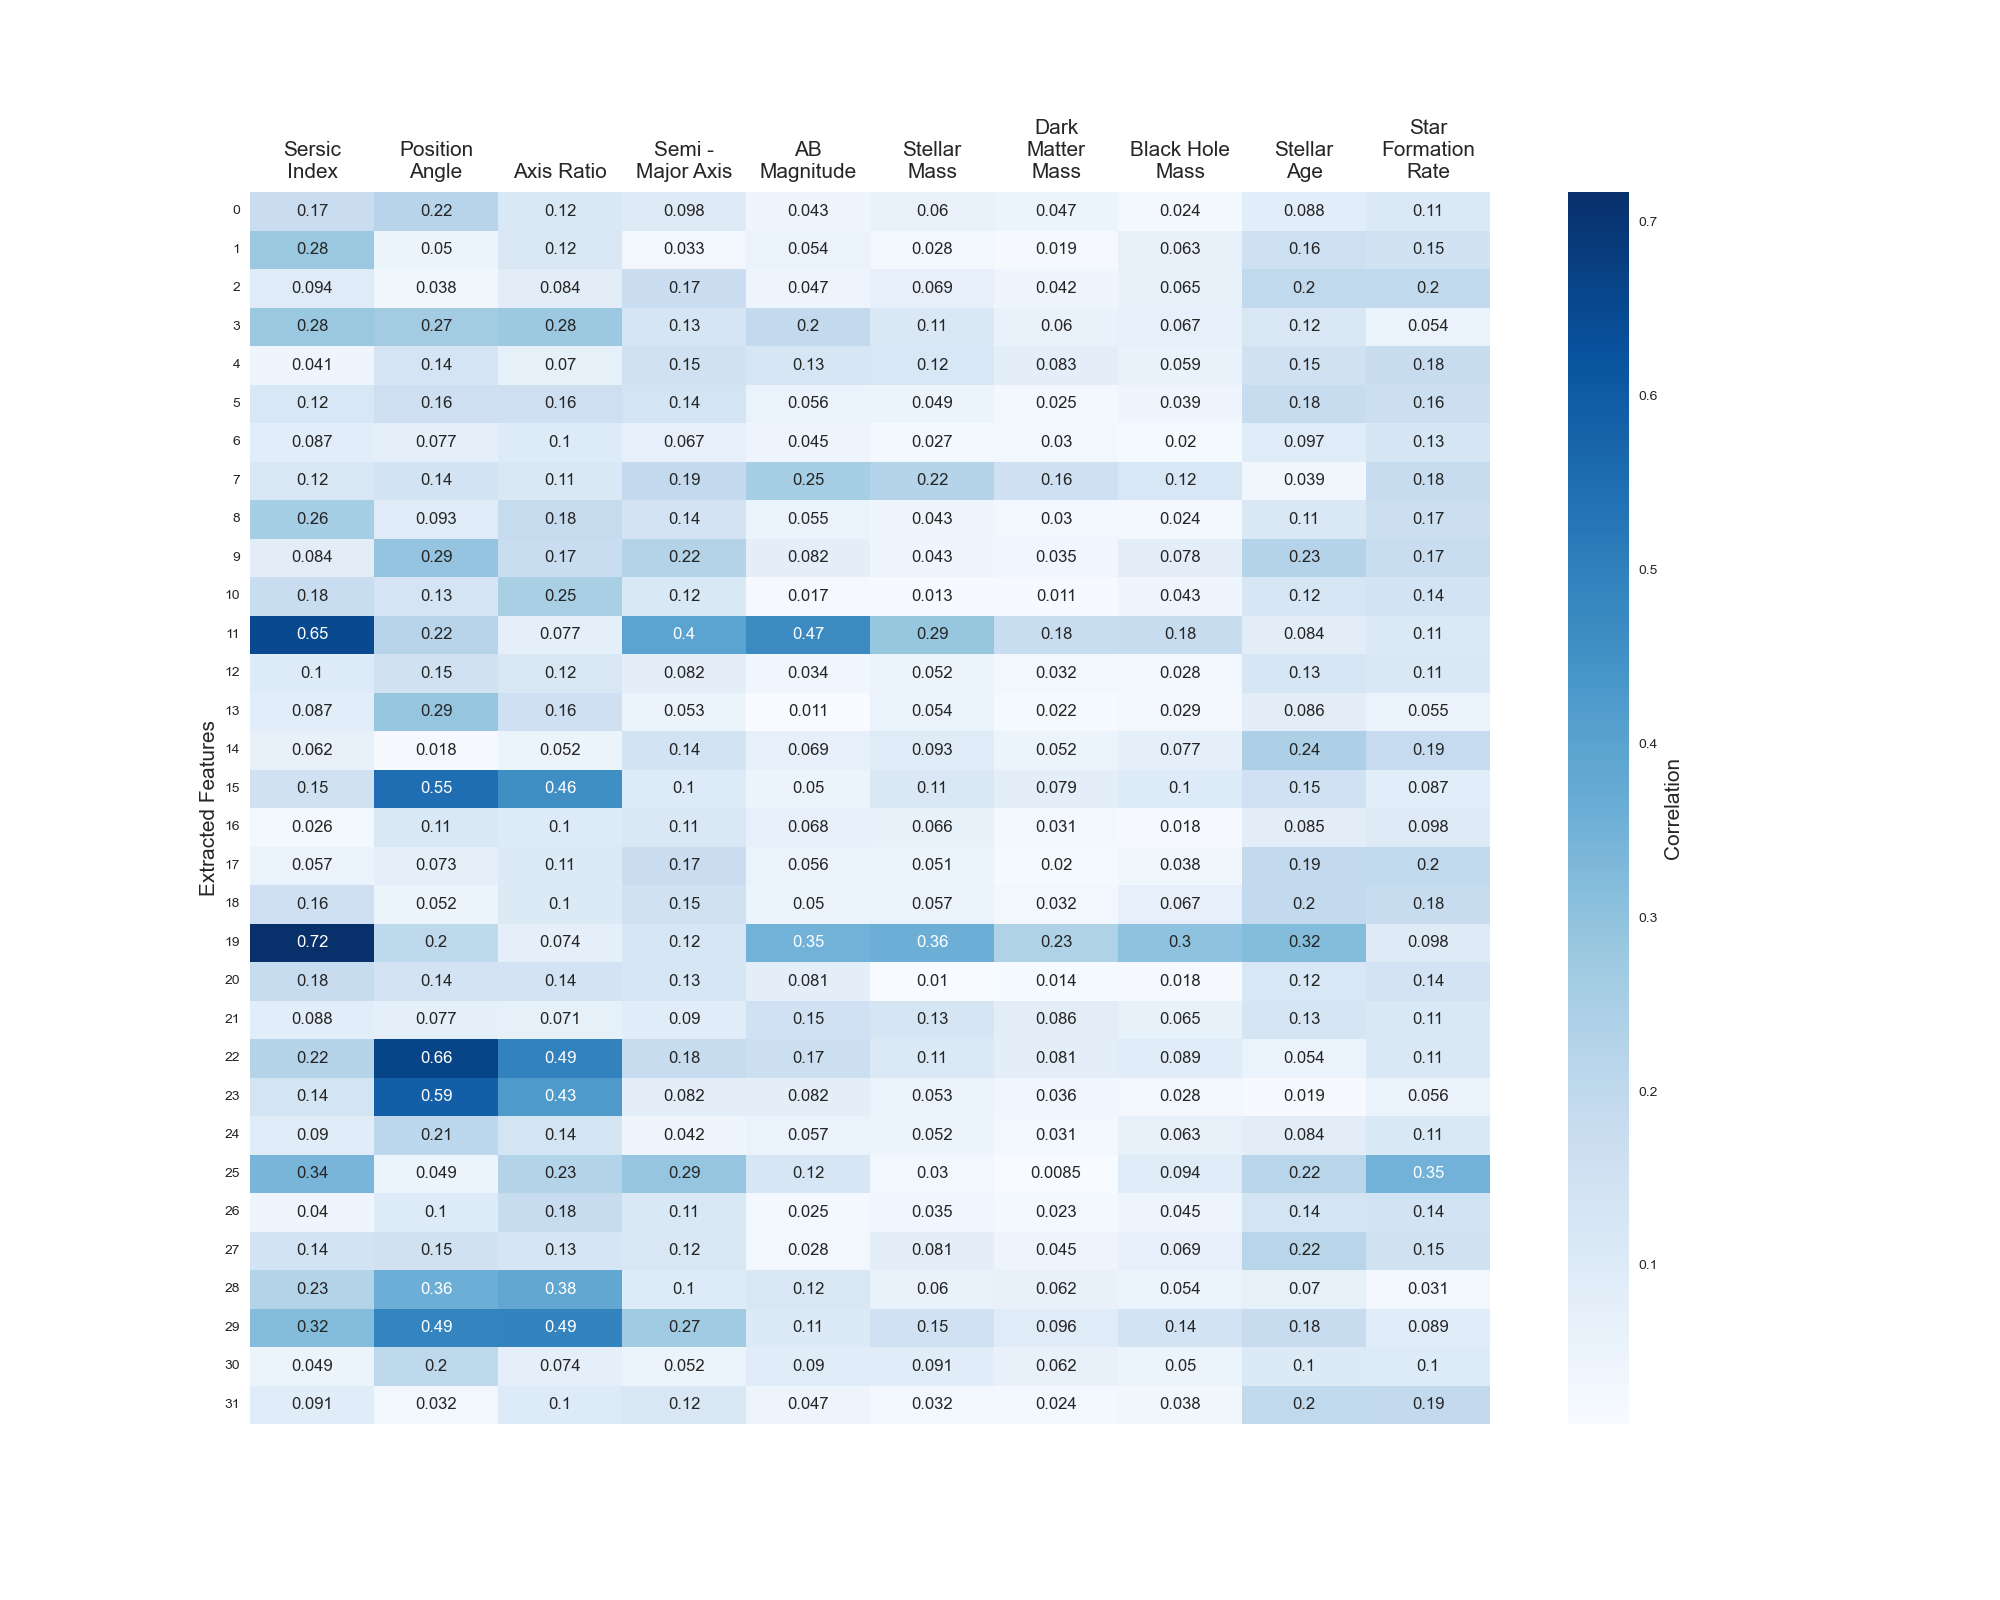 Sersic
Index
Position
Angle
Axis Ratio
Semi -
Major Axis
AB
Magnitude
Stellar
Mass
Dark
Matter
Mass
Black Hole
Mass
Stellar
Age
Star
Formation
Rate
0 0.17 0.22 0.12 0.098 0.043 0.06 0.047 0.024 0.088 0.11
1 0.28 0.05 0.12 0.033 0.054 0.028 0.019 0.063 0.16 0.15
2 0.094 0.038 0.084 0.17 0.047 0.069 0.042 0.065 0.2 0.2
3 0.28 0.27 0.28 0.13 0.2 0.11 0.06 0.067 0.12 0.054
4 0.041 0.14 0.07 0.15 0.13 0.12 0.083 0.059 0.15 0.18
5 0.12 0.16 0.16 0.14 0.056 0.049 0.025 0.039 0.18 0.16
6 0.087 0.077 0.1 0.067 0.045 0.027 0.03 0.02 0.097 0.13
7 0.12 0.14 0.11 0.19 0.25 0.22 0.16 0.12 0.039 0.18
8 0.26 0.093 0.18 0.14 0.055 0.043 0.03 0.024 0.11 0.17
9 0.084 0.29 0.17 0.22 0.082 0.043 0.035 0.078 0.23 0.17
10 0.18 0.13 0.25 0.12 0.017 0.013 0.011 0.043 0.12 0.14
11 0.65 0.22 0.077 0.4 0.47 0.29 0.18 0.18 0.084 0.11
12 0.1 0.15 0.12 0.082 0.034 0.052 0.032 0.028 0.13 0.11
13 0.087 0.29 0.16 0.053 0.011 0.054 0.022 0.029 0.086 0.055
14 0.062 0.018 0.052 0.14 0.069 0.093 0.052 0.077 0.24 0.19
15 0.15 0.55 0.46 0.1 0.05 0.11 0.079 0.1 0.15 0.087
16 0.026 0.11 0.1 0.11 0.068 0.066 0.031 0.018 0.085 0.098
17 0.057 0.073 0.11 0.17 0.056 0.051 0.02 0.038 0.19 0.2
18 0.16 0.052 0.1 0.15 0.05 0.057 0.032 0.067 0.2 0.18
19 0.72 0.2 0.074 0.12 0.35 0.36 0.23 0.3 0.32 0.098
20 0.18 0.14 0.14 0.13 0.081 0.01 0.014 0.018 0.12 0.14
21 0.088 0.077 0.071 0.09 0.15 0.13 0.086 0.065 0.13 0.11
22 0.22 0.66 0.49 0.18 0.17 0.11 0.081 0.089 0.054 0.11
23 0.14 0.59 0.43 0.082 0.082 0.053 0.036 0.028 0.019 0.056
24 0.09 0.21 0.14 0.042 0.057 0.052 0.031 0.063 0.084 0.11
25 0.34 0.049 0.23 0.29 0.12 0.03 0.0085 0.094 0.22 0.35
26 0.04 0.1 0.18 0.11 0.025 0.035 0.023 0.045 0.14 0.14
27 0.14 0.15 0.13 0.12 0.028 0.081 0.045 0.069 0.22 0.15
28 0.23 0.36 0.38 0.1 0.12 0.06 0.062 0.054 0.07 0.031
29 0.32 0.49 0.49 0.27 0.11 0.15 0.096 0.14 0.18 0.089
30 0.049 0.2 0.074 0.052 0.09 0.091 0.062 0.05 0.1 0.1
31 0.091 0.032 0.1 0.12 0.047 0.032 0.024 0.038 0.2 0.19
Extracted Features
0.7
0.6
0.5
0.4
0.3
0.2
0.1
Correlation